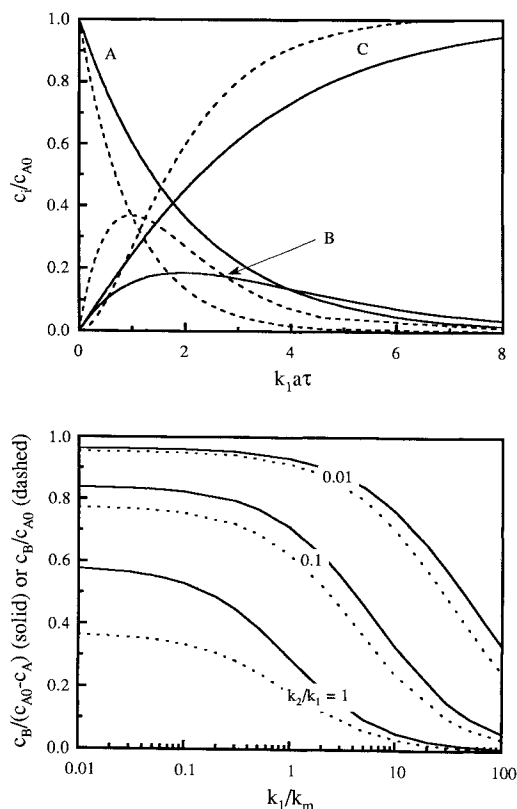 1.0
0.8
0.6
0.4
0.2
0.0
c_i/c_A0
A
C
B
0 2 4 6 8
k_1aτ
1.0
0.8
0.6
0.4
0.2
0.0
c_B/(c_A0-c_A) (solid) or c_B/c_A0 (dashed)
0.01
0.1
k_2/k_1 = 1
0.01 0.1 1 10 100
k_1/k_m